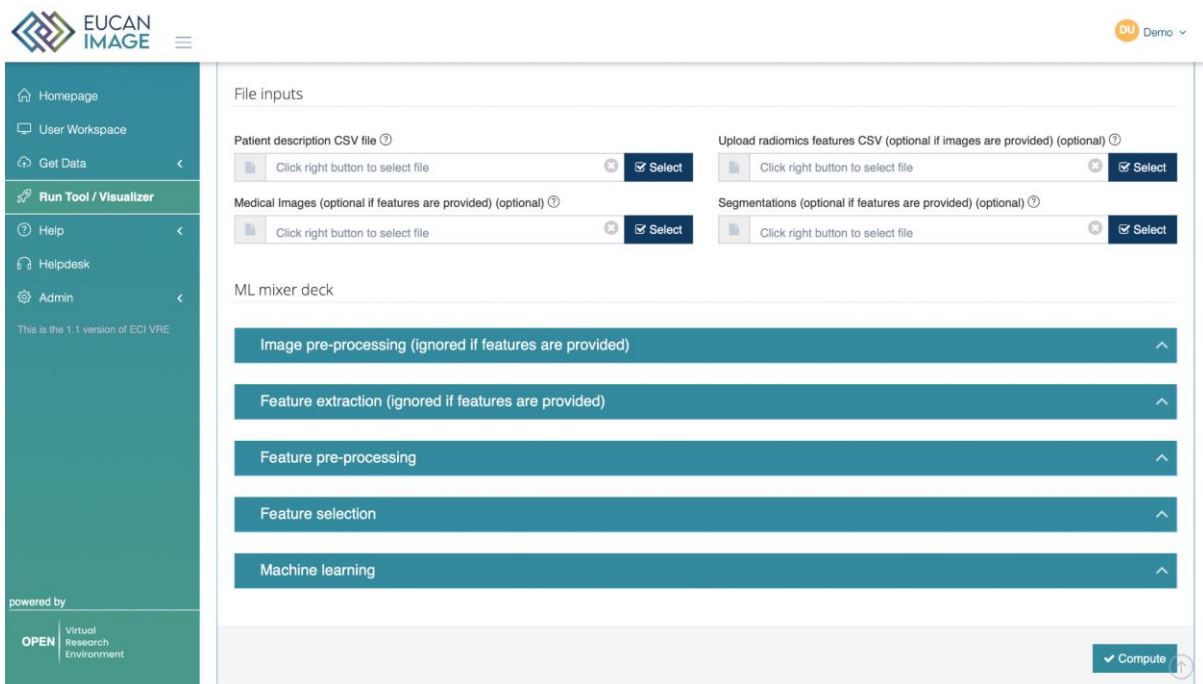 EUCAN
IMAGE
DU Demo
Homepage
User Workspace
Get Data
Run Tool / Visualizer
Help
Helpdesk
Admin
This is the 1.1 version of ECI VRE
powered by
OPEN Virtual
Research
Environment
File inputs
Patient description CSV file ?
Click right button to select file
Select
Upload radiomics features CSV (optional if images are provided) (optional) ?
Click right button to select file
Select
Medical Images (optional if features are provided) (optional) ?
Click right button to select file
Select
Segmentations (optional if features are provided) (optional) ?
Click right button to select file
Select
ML mixer deck
Image pre-processing (ignored if features are provided)
Feature extraction (ignored if features are provided)
Feature pre-processing
Feature selection
Machine learning
Compute